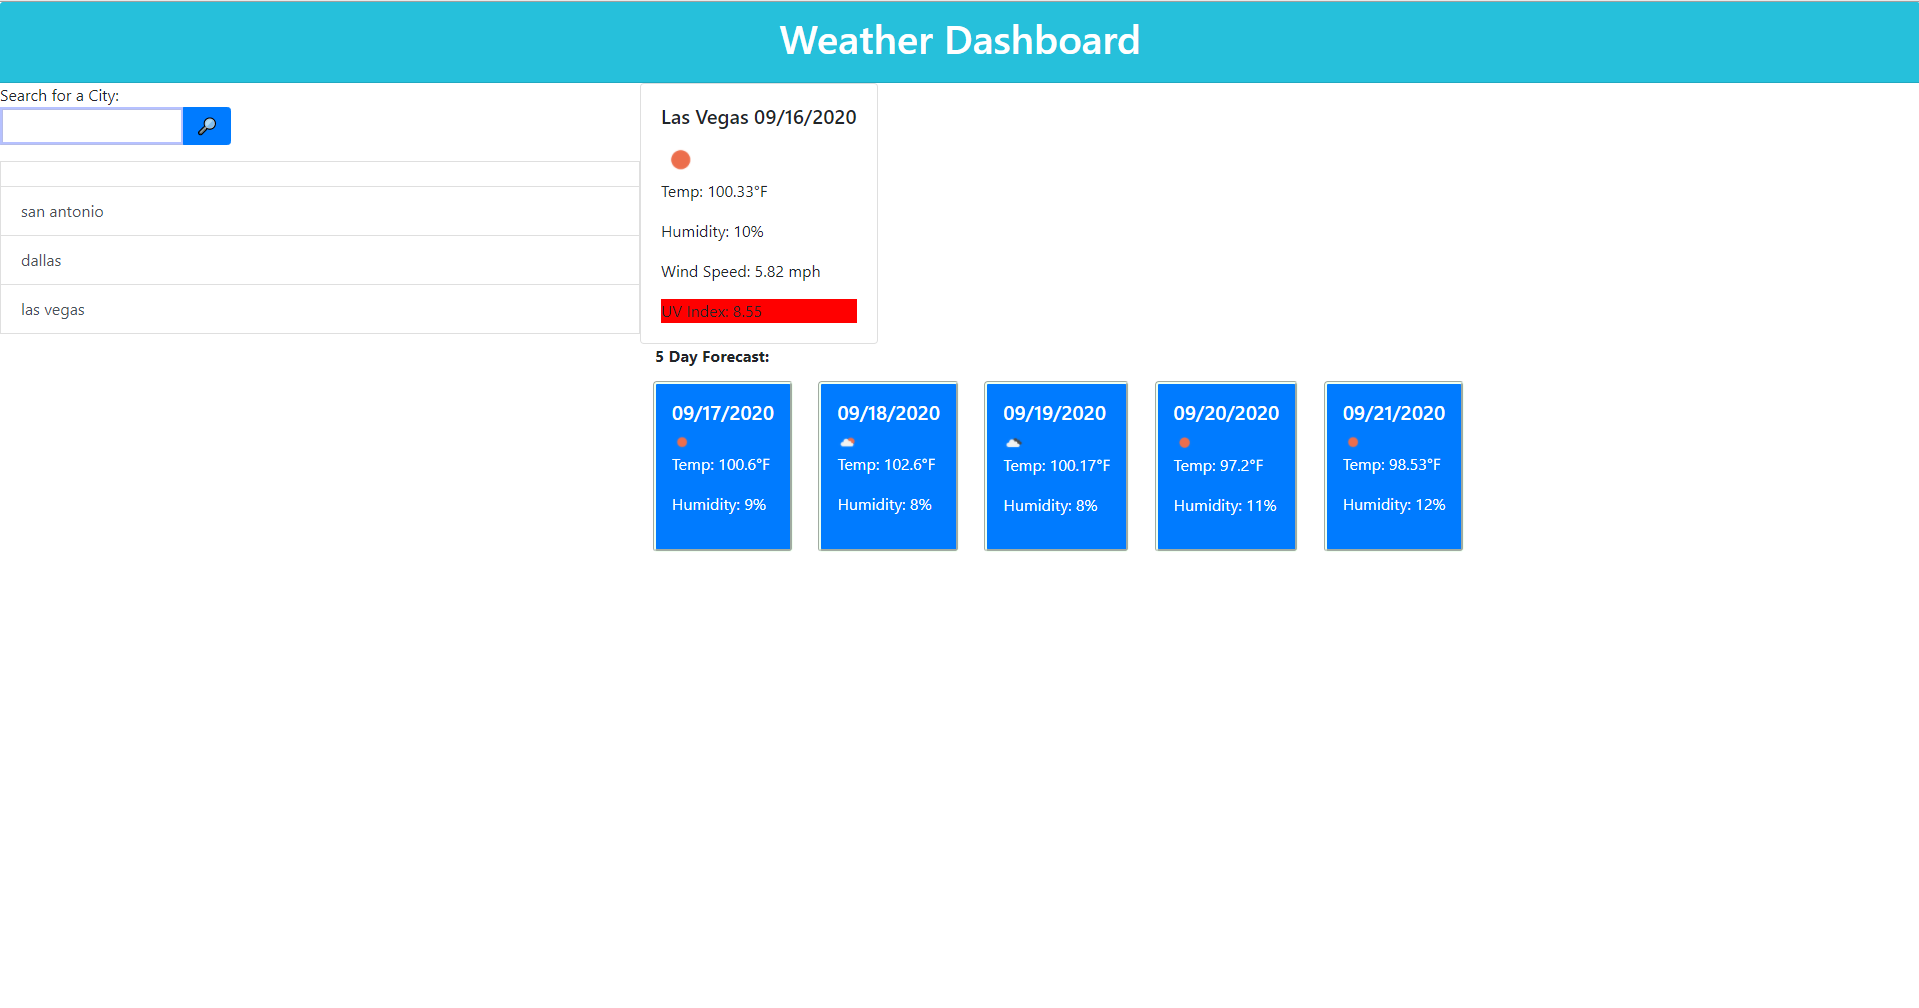 Weather Dashboard
Search for a City:
san antonio
dallas
las vegas
Las Vegas 09/16/2020
Temp: 100.33°F
Humidity: 10%
Wind Speed: 5.82 mph
UV Index: 8.55
5 Day Forecast:
09/17/2020
Temp: 100.6°F
Humidity: 9%
09/18/2020
Temp: 102.6°F
Humidity: 8%
09/19/2020
Temp: 100.17°F
Humidity: 8%
09/20/2020
Temp: 97.2°F
Humidity: 11%
09/21/2020
Temp: 98.53°F
Humidity: 12%